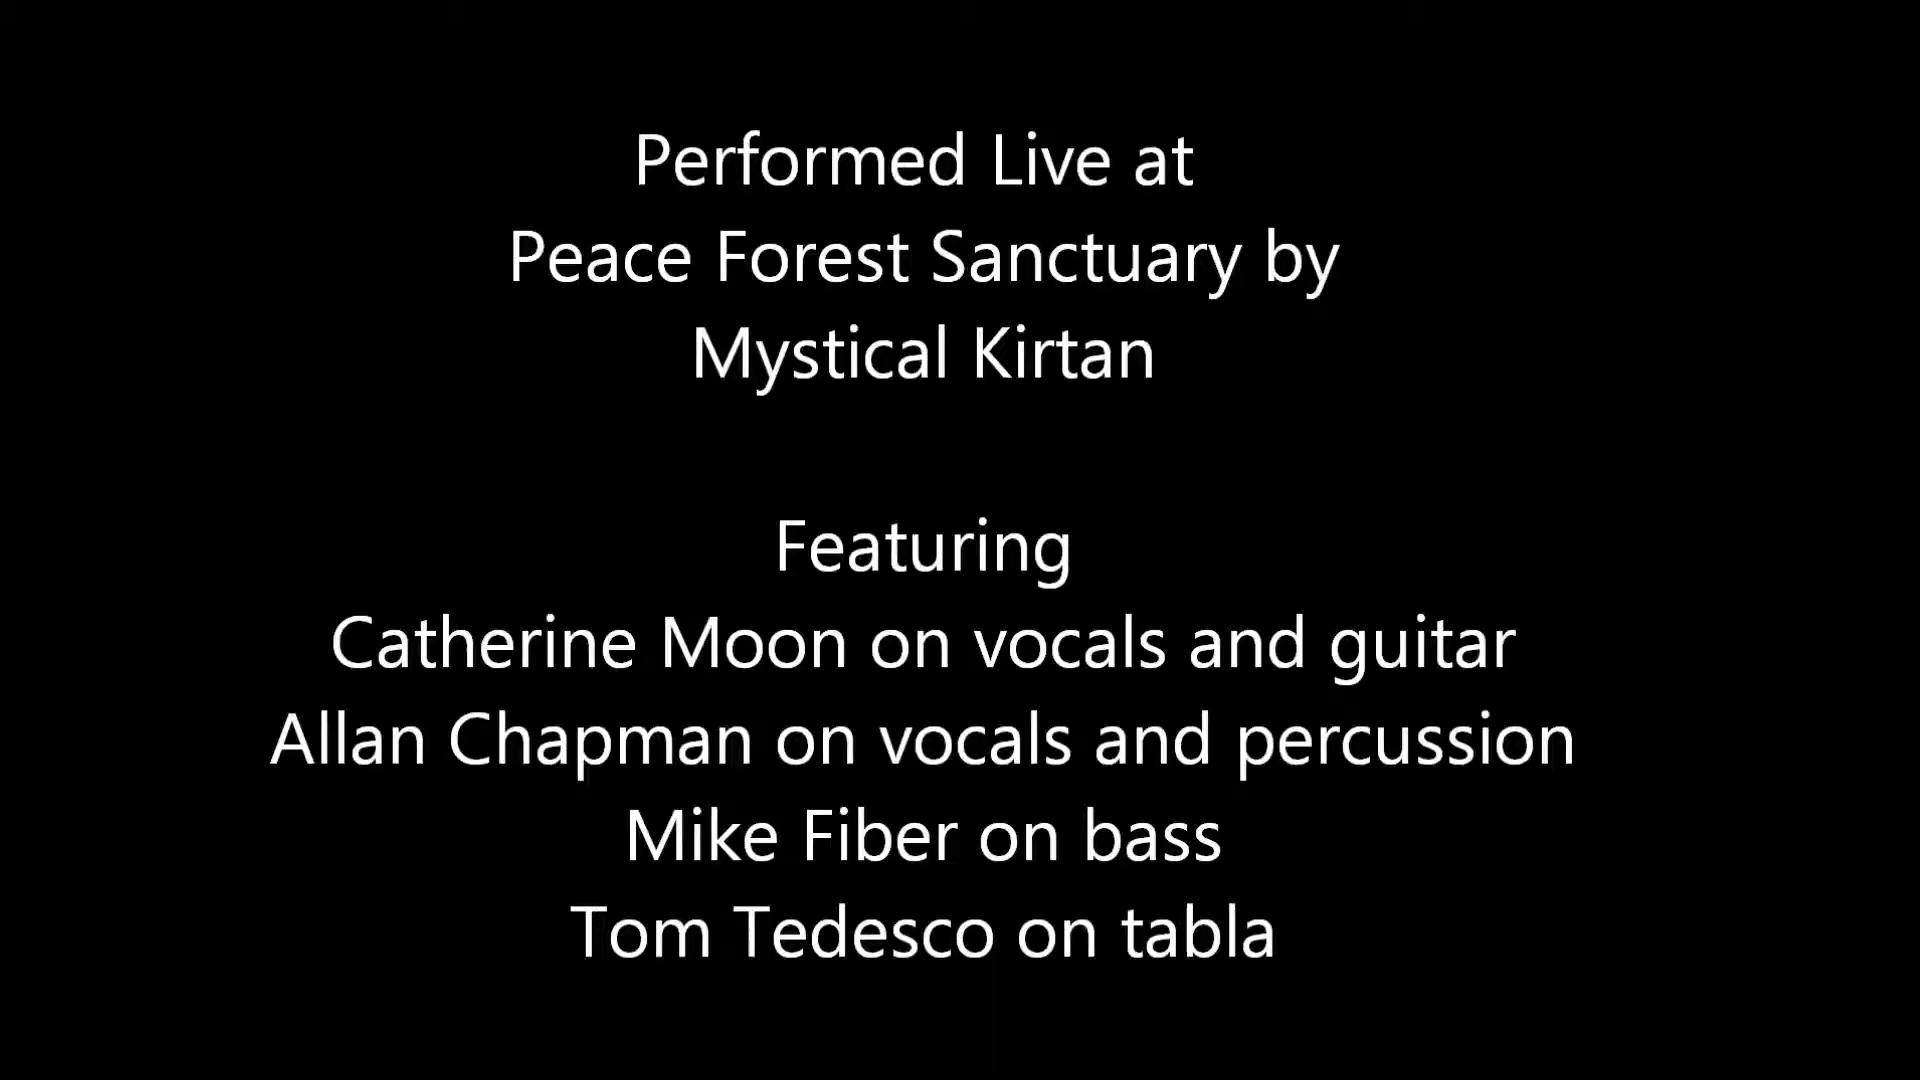 Performed Live at
Peace Forest Sanctuary by
Mystical Kirtan
Featuring
Catherine Moon on vocals and guitar
Allan Chapman on vocals and percussion
Mike Fiber on bass
Tom Tedesco on tabla